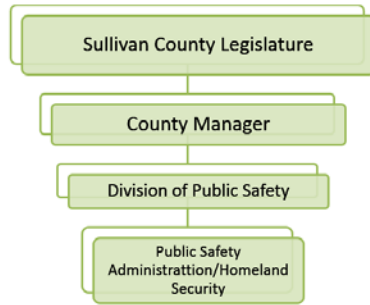 Sullivan County Legislature
County Manager
Division of Public Safety
Public Safety
Administrattion/Homeland
Security